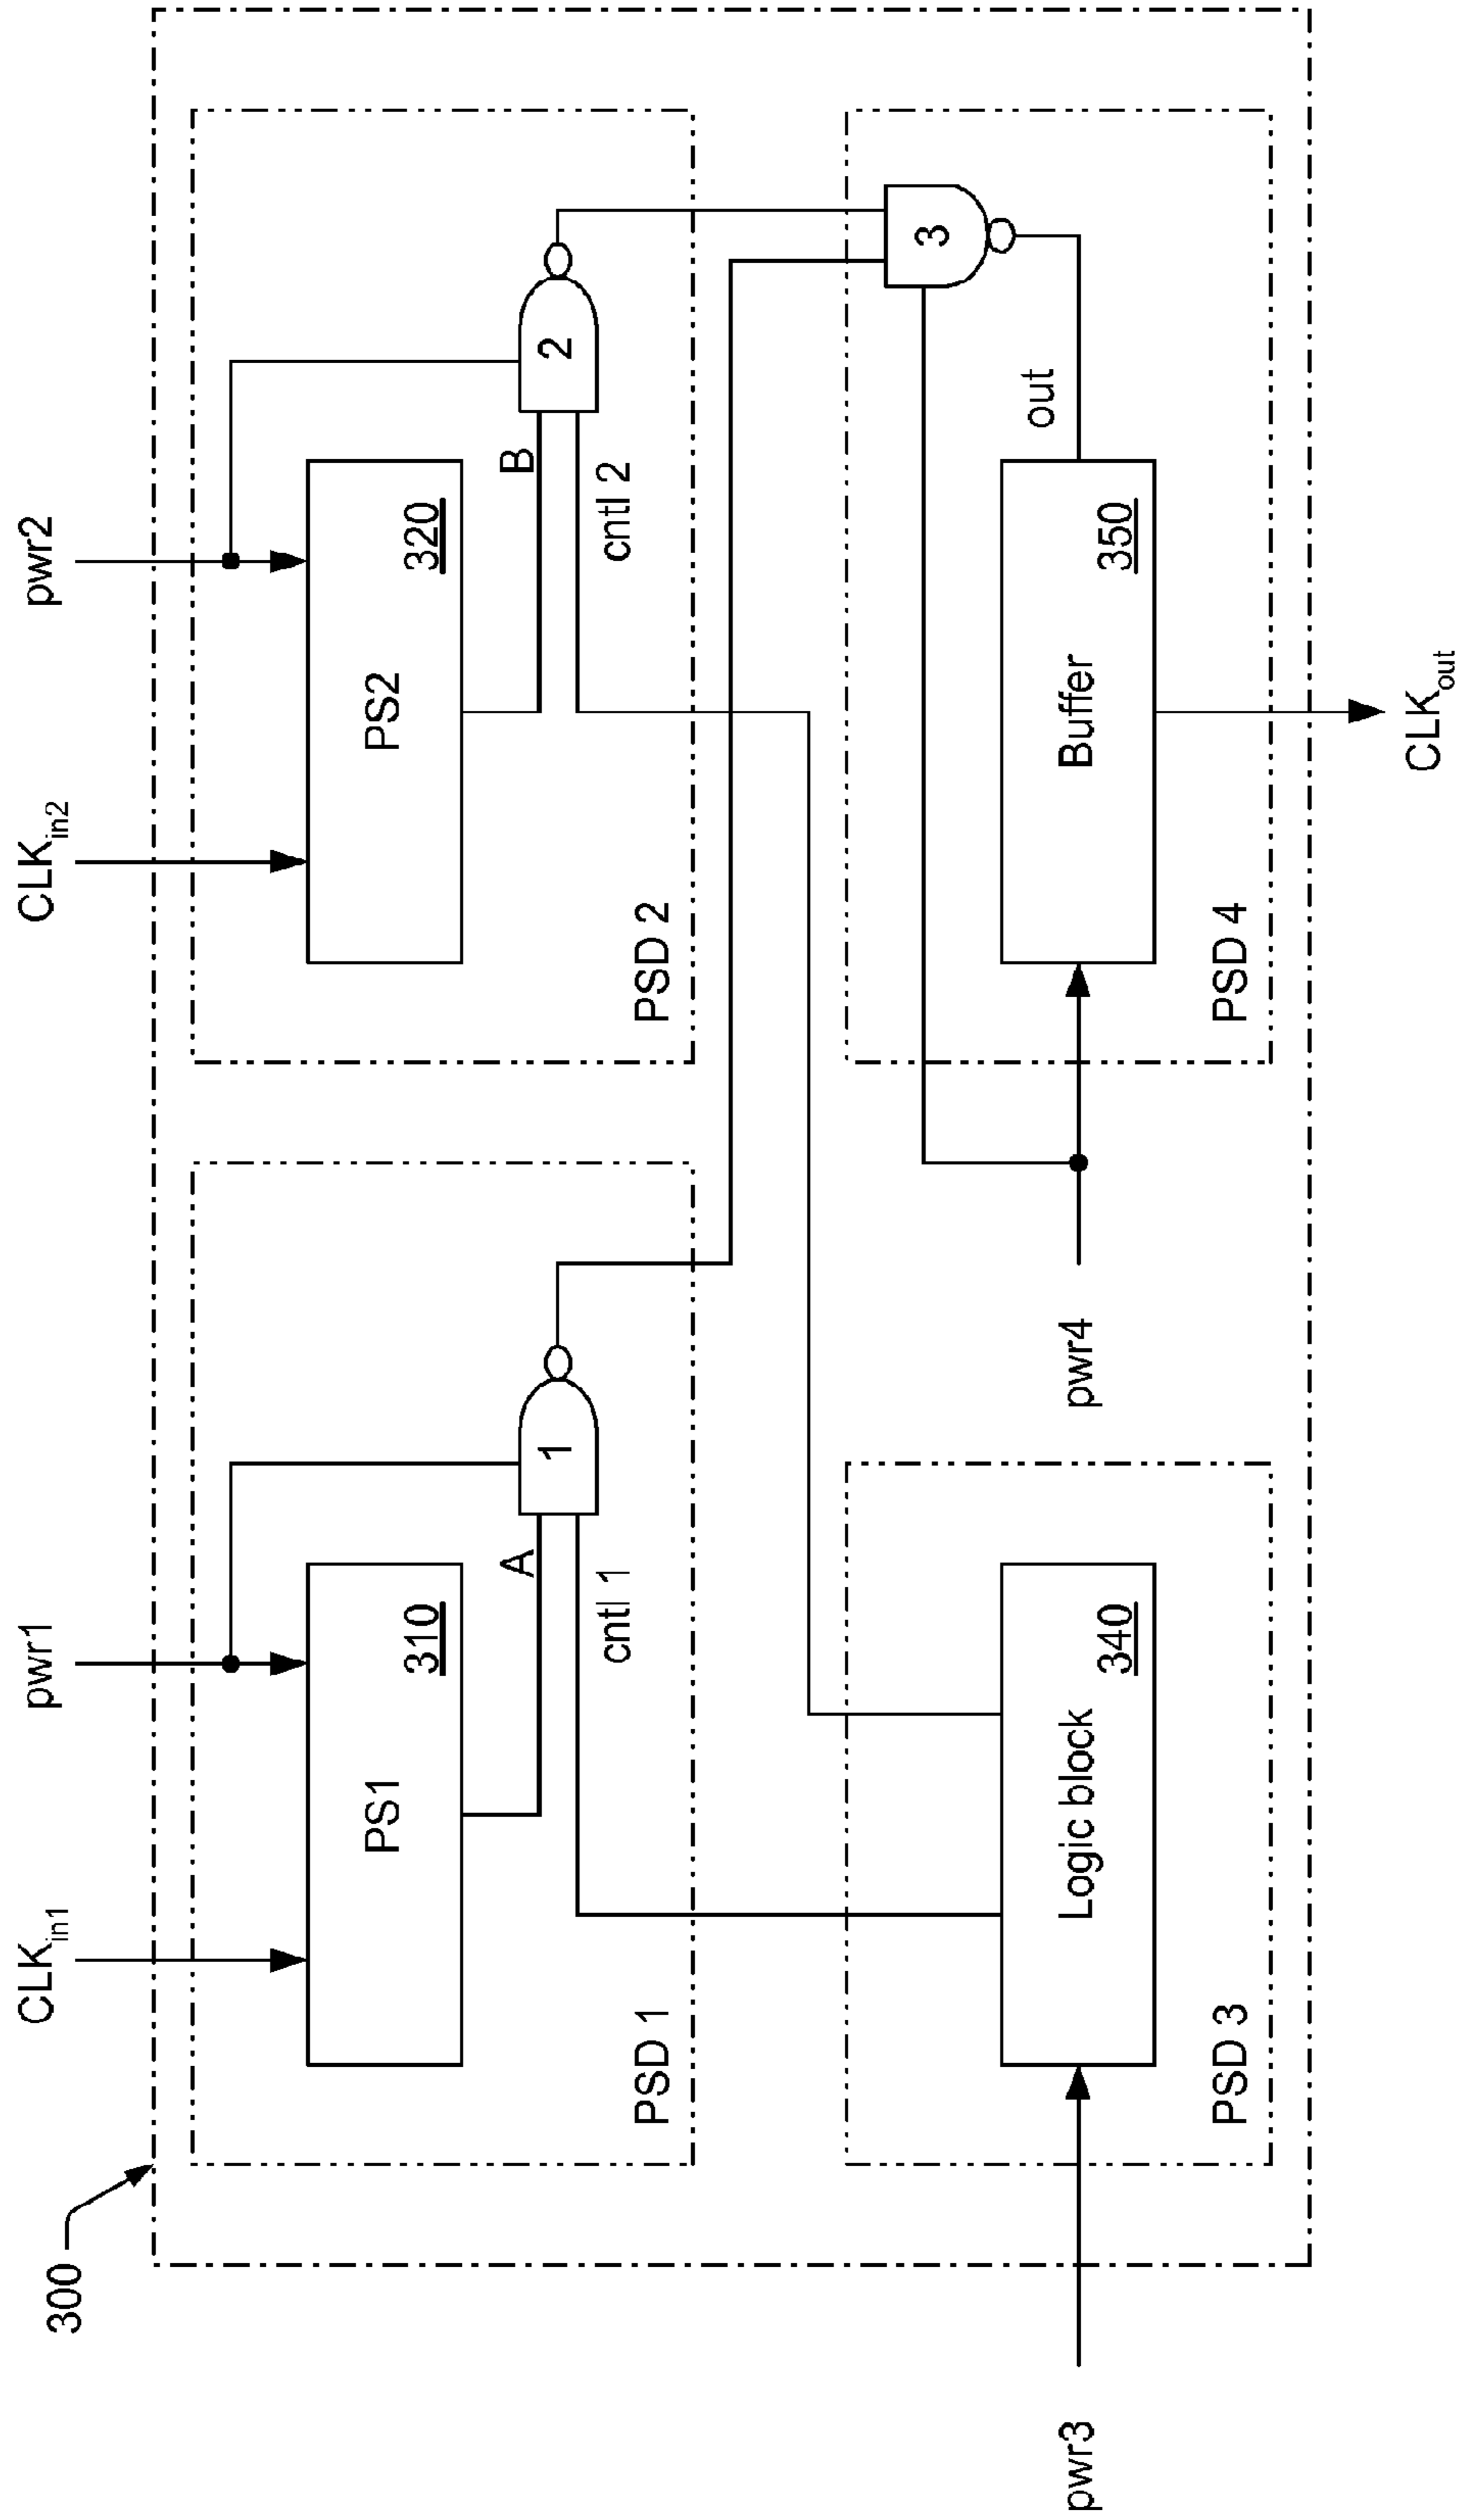 300
CLKin1
pwr1
CLKin2
pwr2
PS1
310
PS2
320
A
B
cntl 1
cntl 2
1
2
PSD 1
PSD 2
3
out
pwr3
Logic block
340
pwr4
Buffer
350
PSD 3
PSD 4
CLKout